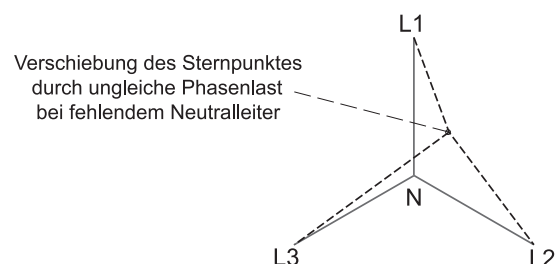 L1
Verschiebung des Sternpunktes
durch ungleiche Phasenlast
bei fehlendem Neutralleiter
N
L3
L2